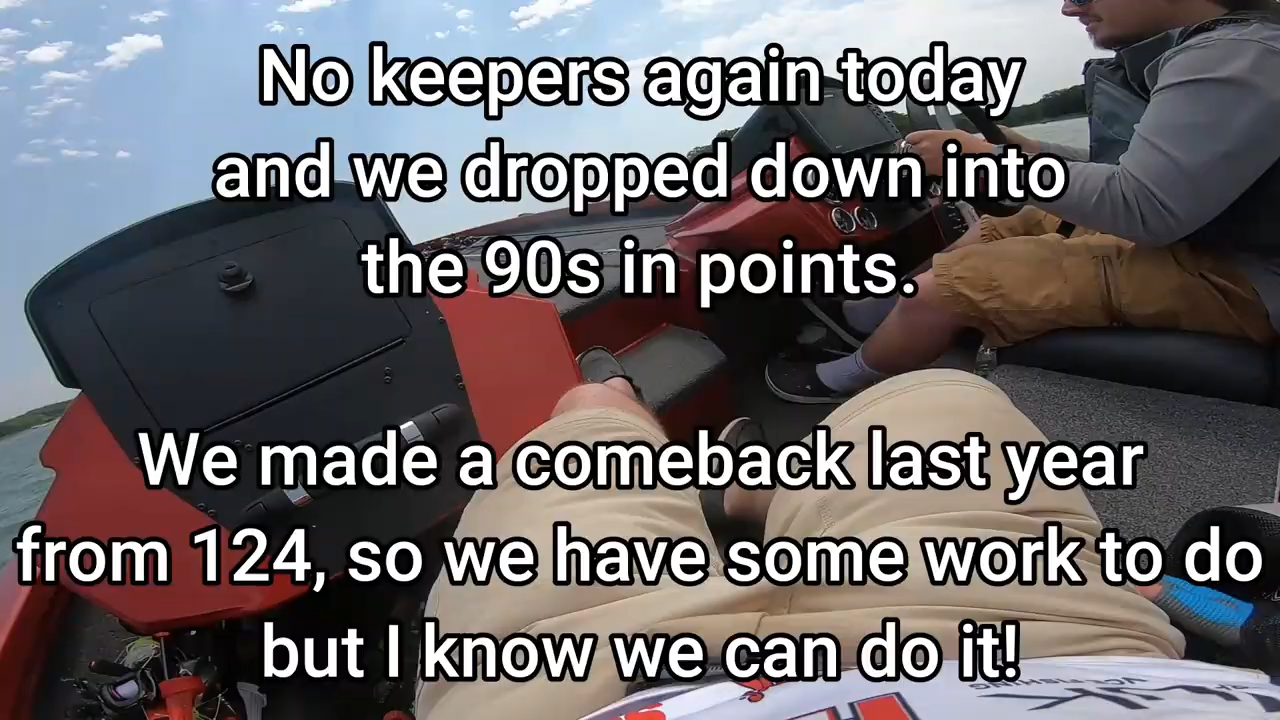 No keepers again today
and we dropped down into
the 90s in points.
We made a comeback last year
from 124, so we have some work to do
but I know we can do it!